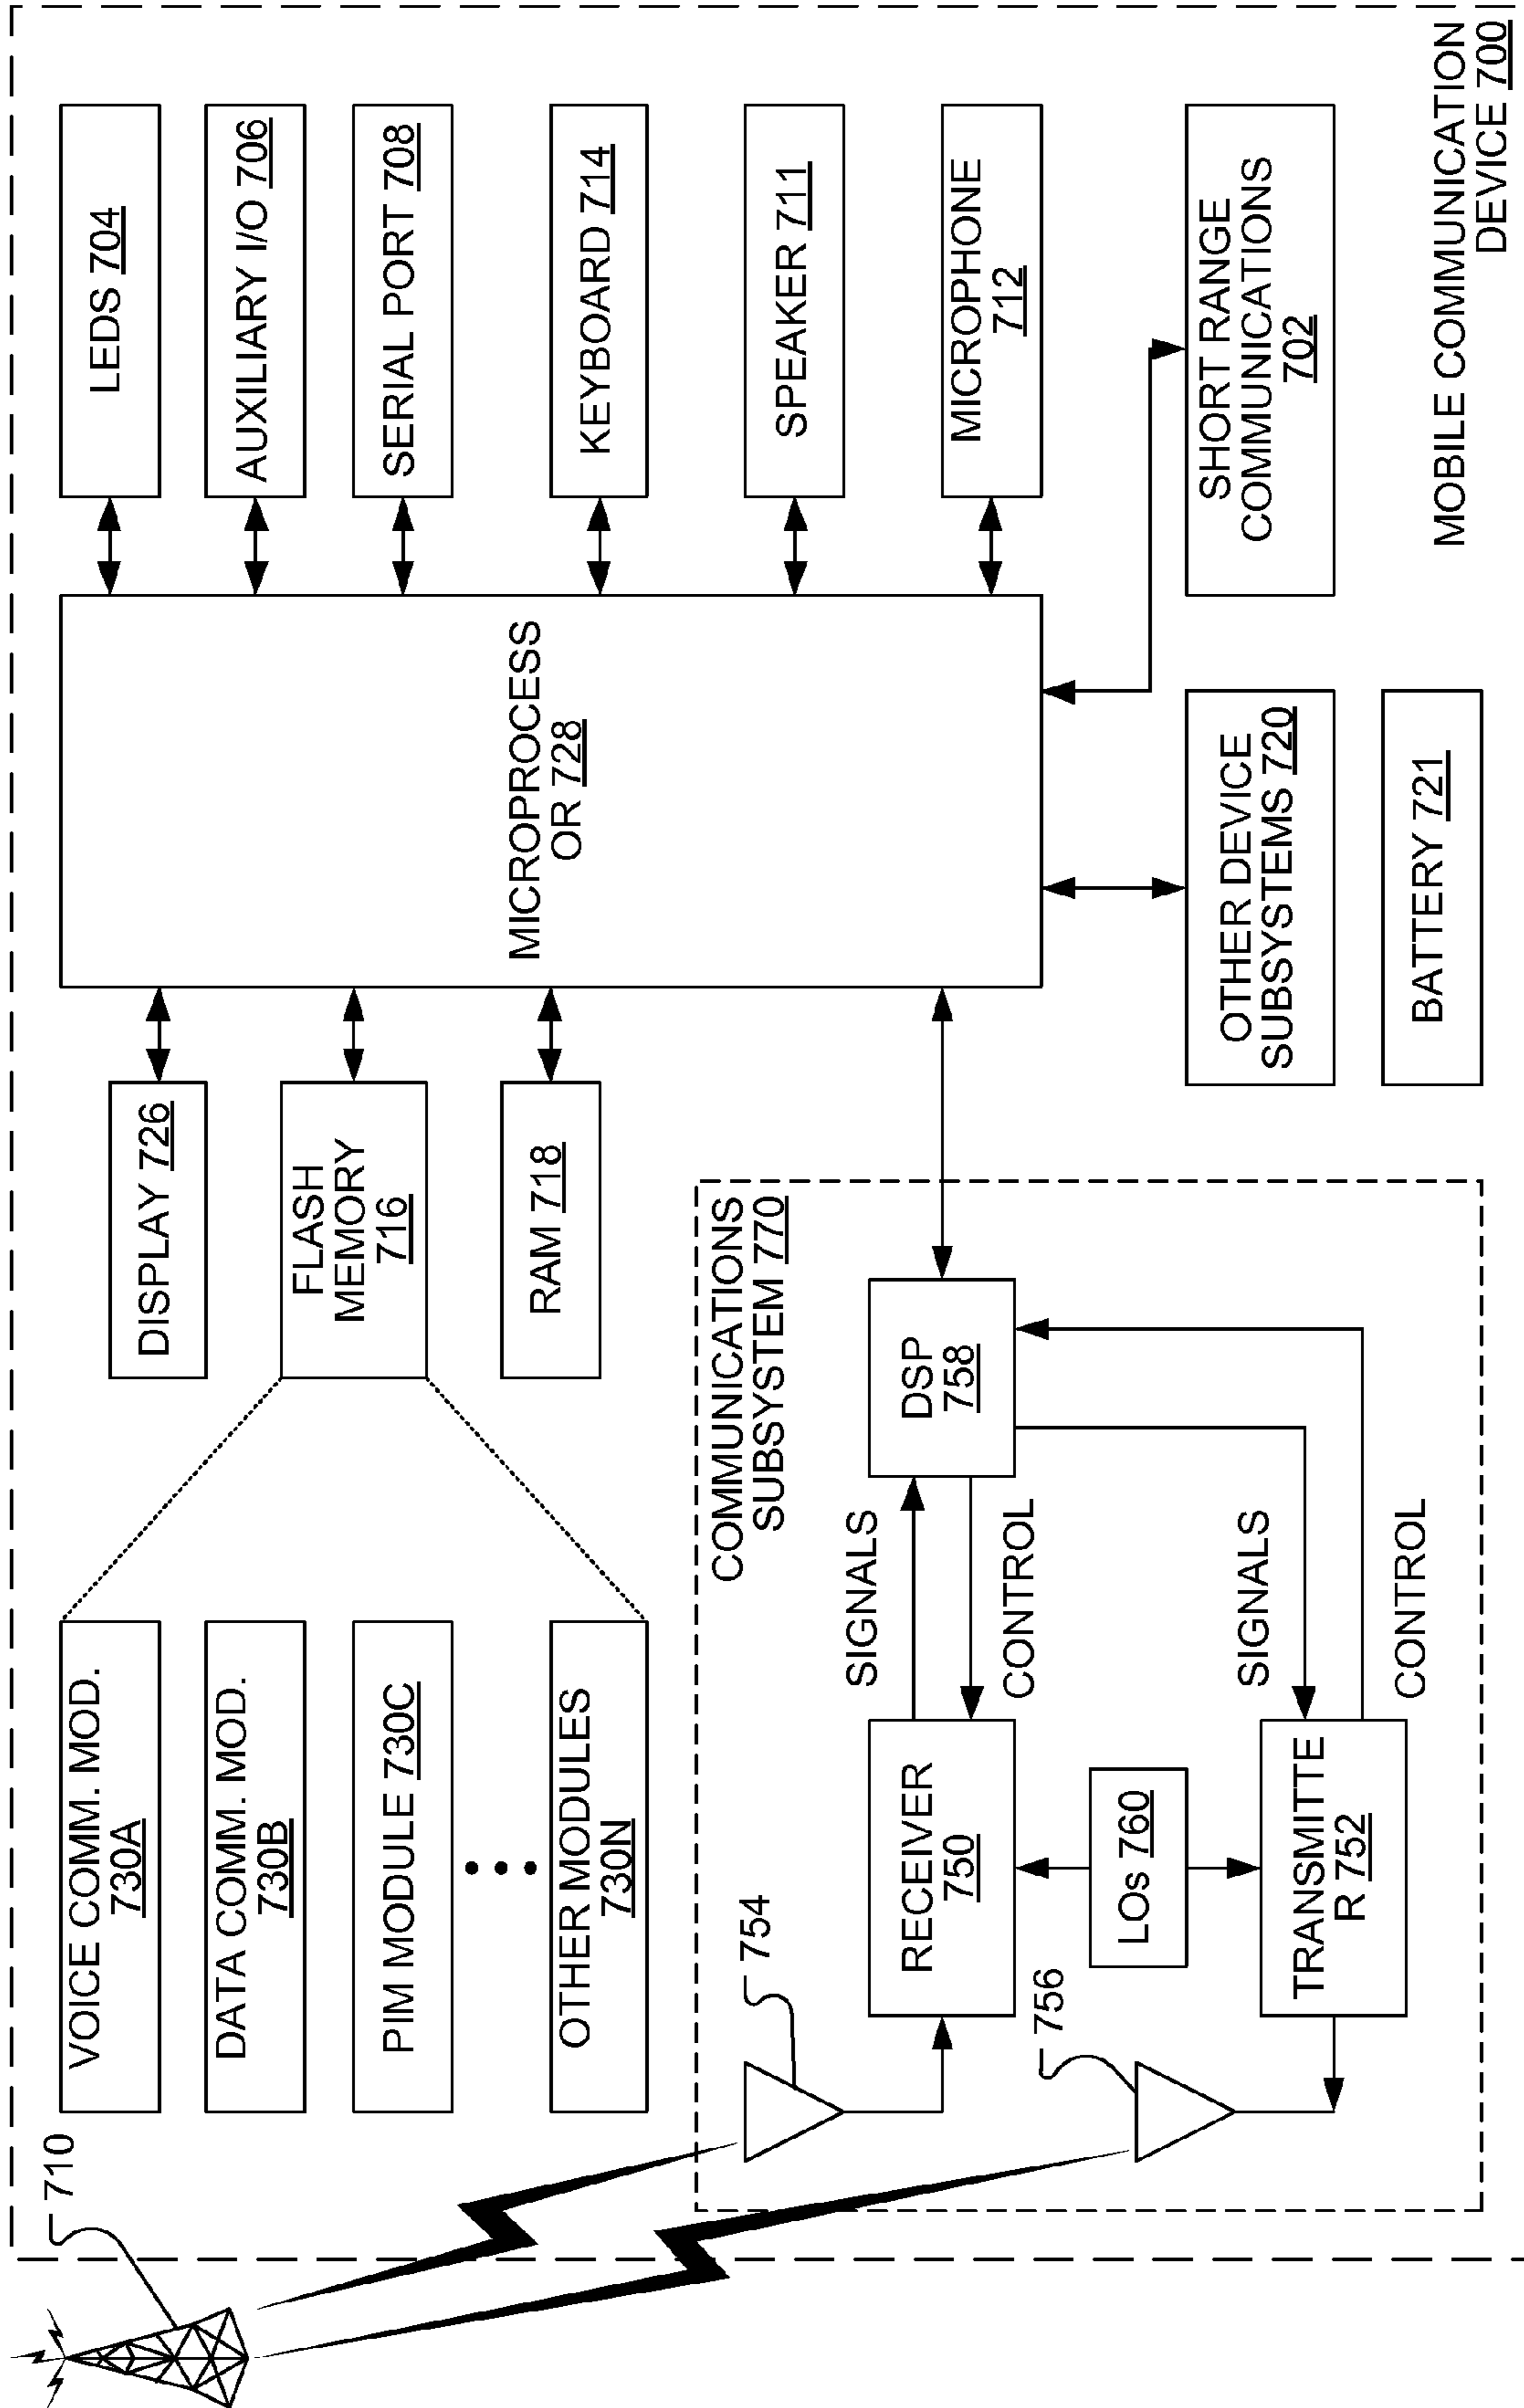 710
VOICE COMM. MOD.
730A
DATA COMM. MOD.
730B
PIM MODULE 730C
OTHER MODULES
730N
DISPLAY 726
FLASH
MEMORY
716
RAM 718
MICROPROCESS
OR 728
LEDS 704
AUXILIARY I/O 706
SERIAL PORT 708
KEYBOARD 714
SPEAKER 711
MICROPHONE
712
COMMUNICATIONS
SUBSYSTEM 770
754
RECEIVER
750
SIGNALS
CONTROL
DSP
758
756
LOs 760
TRANSMITTE
R 752
SIGNALS
CONTROL
OTHER DEVICE
SUBSYSTEMS 720
BATTERY 721
SHORT RANGE
COMMUNICATIONS
702
MOBILE COMMUNICATION
DEVICE 700